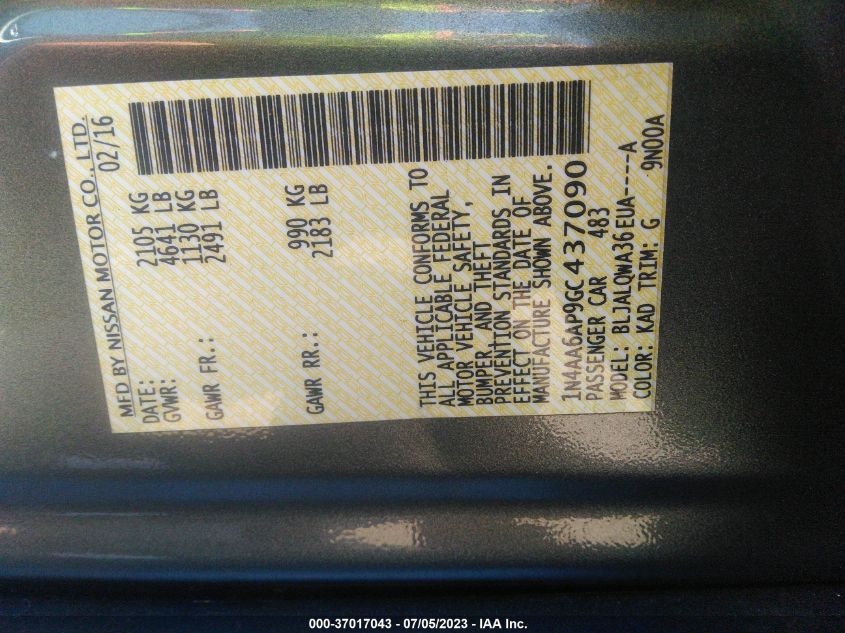 MFD BY NISSAN MOTOR CO., LTD.
DATE: 02/16
GVWR: 2105 KG
4641 LB
GAWR FR.: 1130 KG
2491 LB
GAWR RR.: 990 KG
2183 LB
THIS VEHICLE CONFORMS TO
ALL APPLICABLE FEDERAL
MOTOR VEHICLE SAFETY,
BUMPER, AND THEFT
PREVENTION STANDARDS IN
EFFECT ON THE DATE OF
MANUFACTURE SHOWN ABOVE.
1N4AA6AP9GC437090
PASSENGER CAR 483
MODEL: BLJALQWA36EUA----A
COLOR: KAD TRIM: G 9N00A
000-37017043 - 07/05/2023 - IAA Inc.